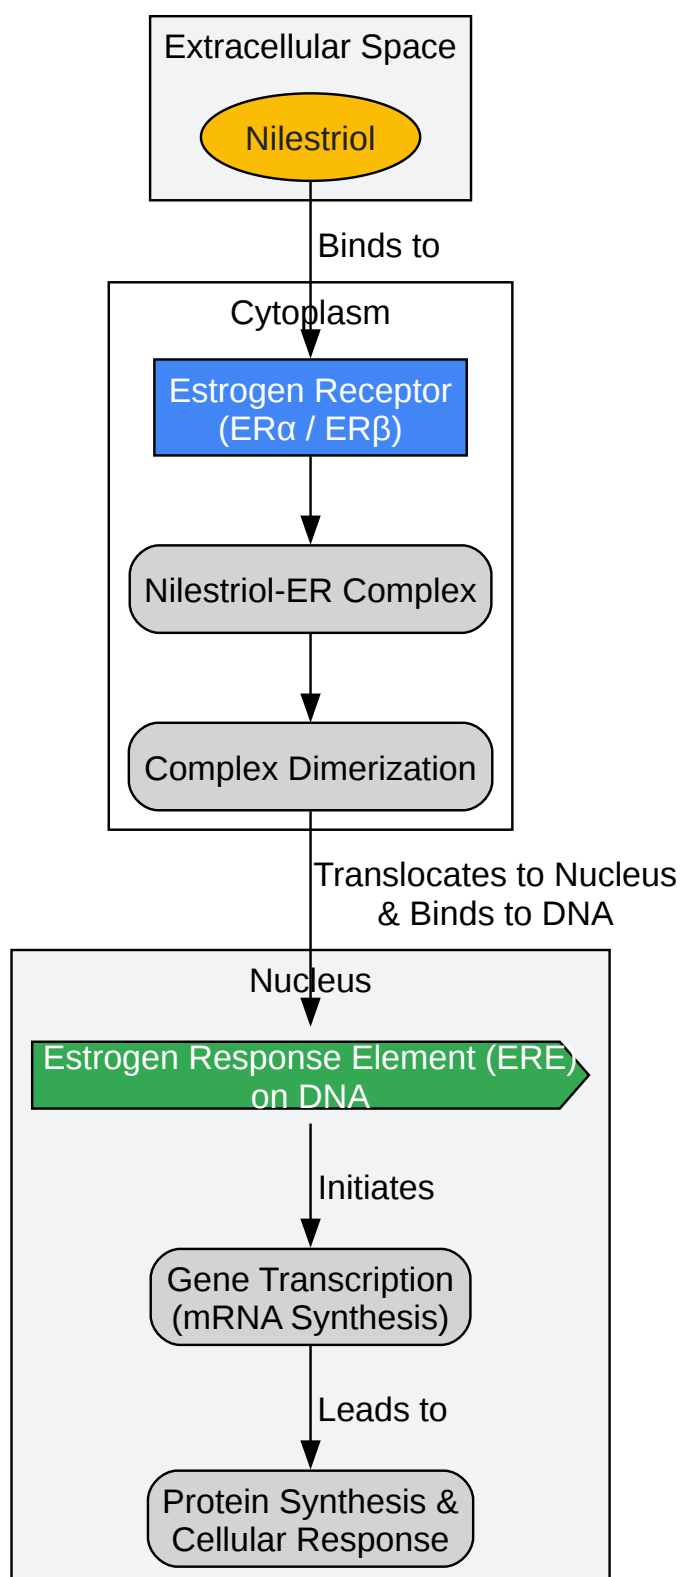 Extracellular Space
Nilestriol
Binds to
Cytoplasm
Estrogen Receptor
(ERα / ERβ)
Nilestriol-ER Complex
Complex Dimerization
Translocates to Nucleus
& Binds to DNA
Nucleus
Estrogen Response Element (ERE)
on DNA
Initiates
Gene Transcription
(mRNA Synthesis)
Leads to
Protein Synthesis &
Cellular Response